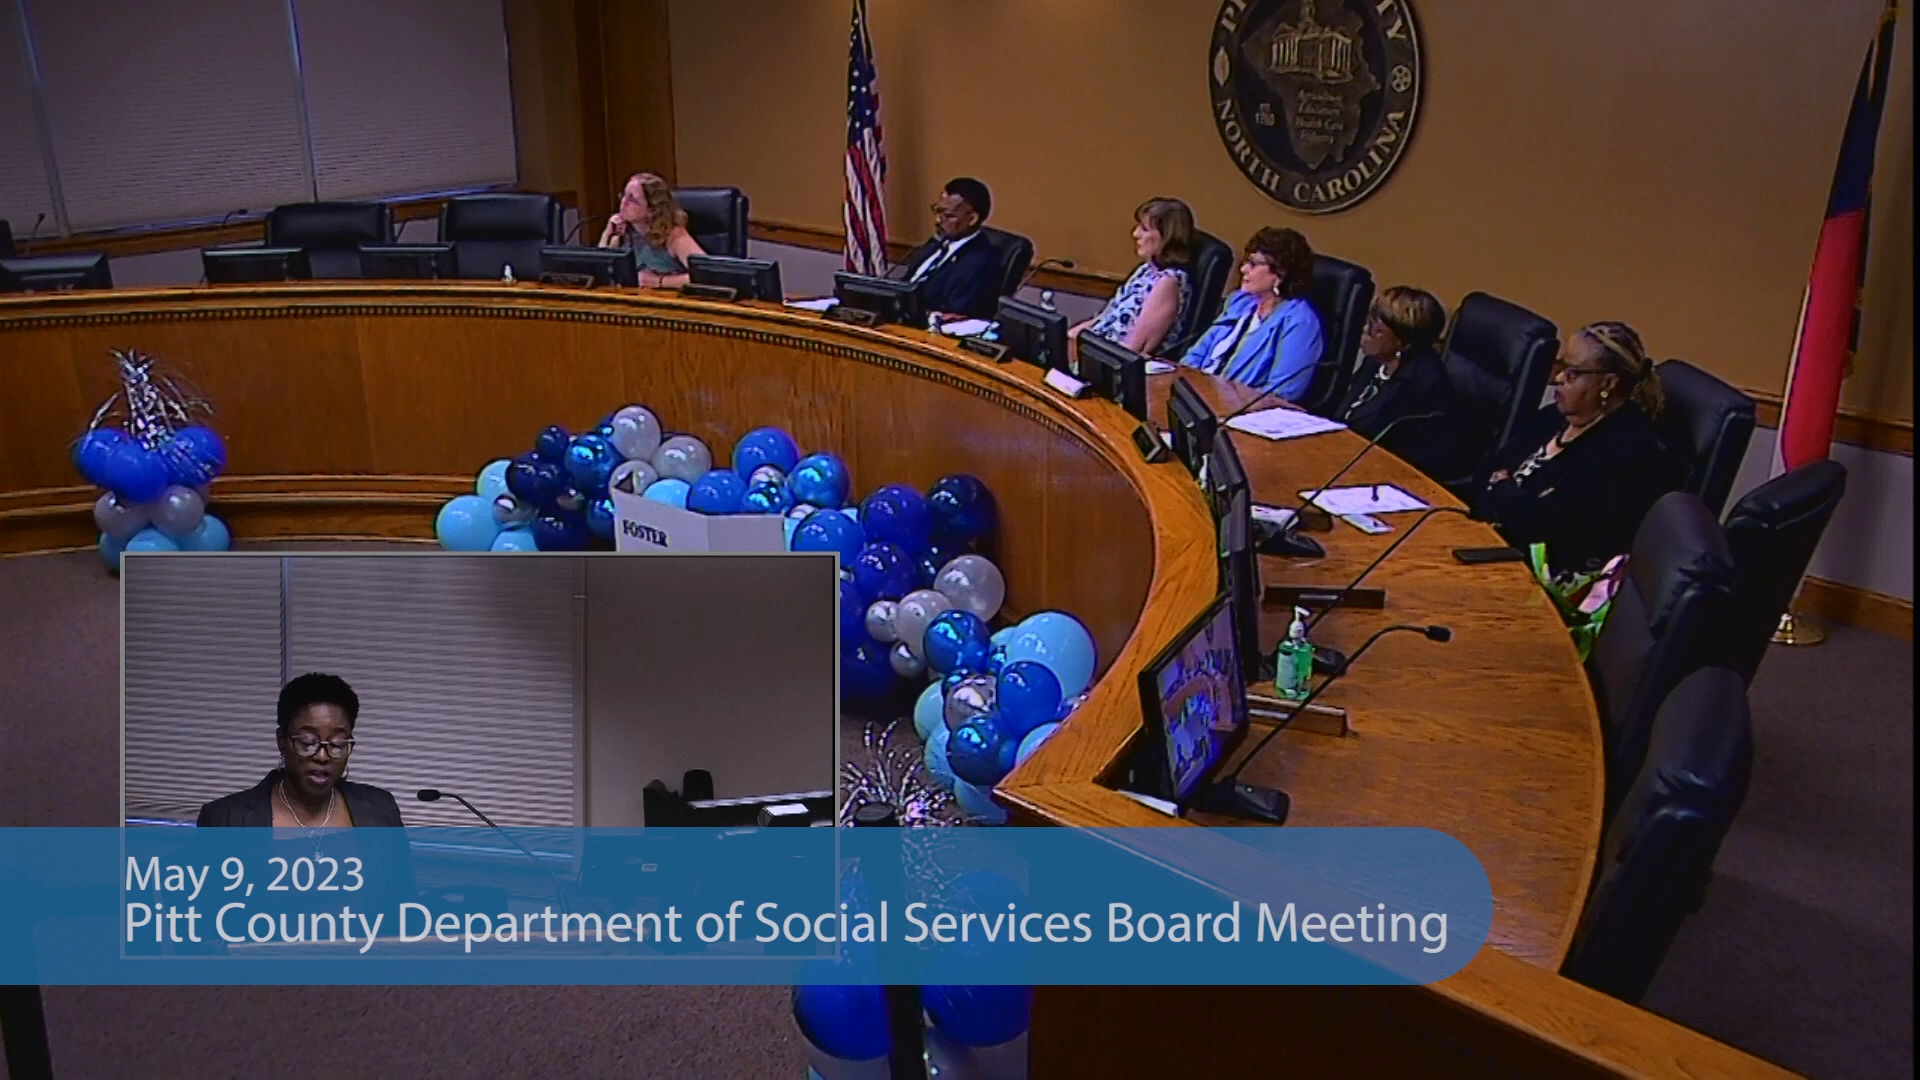 NORTH CAROLINA
FOSTER
May 9, 2023
Pitt County Department of Social Services Board Meeting